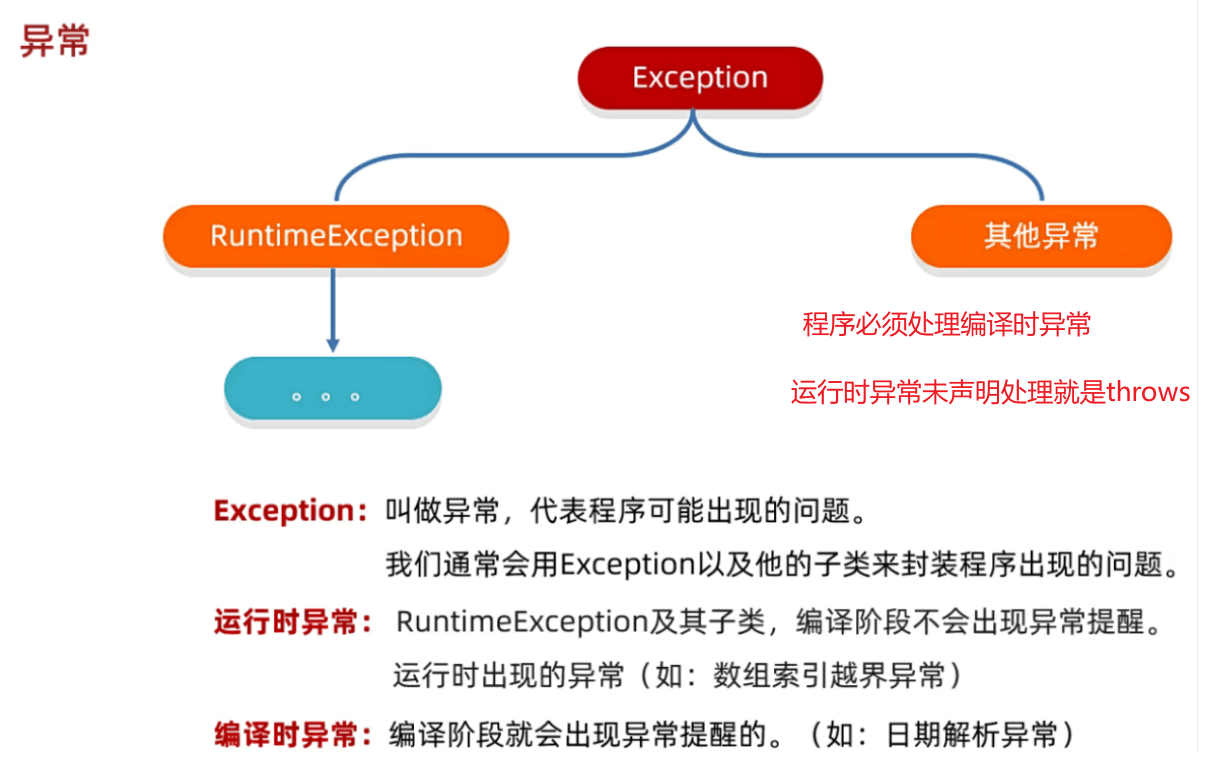 异常
Exception
RuntimeException
其他异常
程序必须处理编译时异常
运行时异常未声明处理就是throws
。。。
Exception：叫做异常，代表程序可能出现的问题。
我们通常会用Exception以及他的子类来封装程序出现的问题。
运行时异常：RuntimeException及其子类，编译阶段不会出现异常提醒。
运行时出现的异常（如：数组索引越界异常）
编译时异常：编译阶段就会出现异常提醒的。（如：日期解析异常）